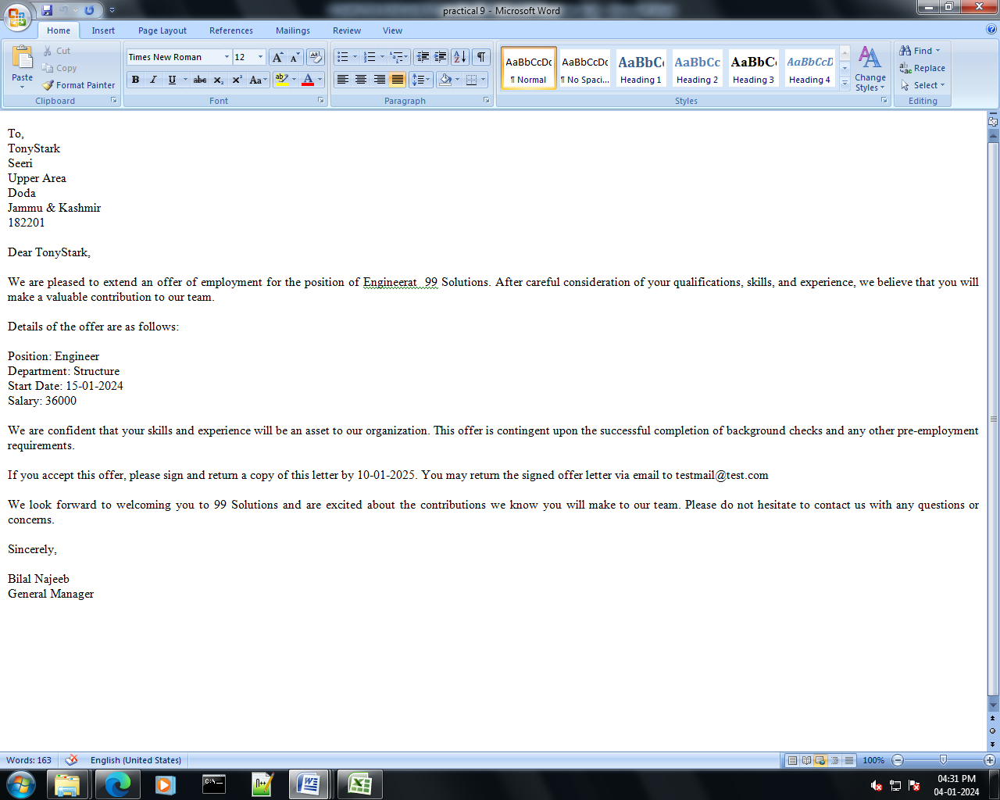 practical 9 - Microsoft Word
Home Insert Page Layout References Mailings Review View
Paste
Cut
Copy
Format Painter
Clipboard
Times New Roman 12
Font
Paragraph
AaBbCcDc AaBbCcDc AaBbC AaBbCc AaBbC AaBbCcD
¶ Normal ¶ No Spaci... Heading 1 Heading 2 Heading 3 Heading 4
Change Styles
Styles
Find
Replace
Select
Editing
To,
TonyStark
Seeri
Upper Area
Doda
Jammu & Kashmir
182201
Dear TonyStark,
We are pleased to extend an offer of employment for the position of Engineerat  99 Solutions. After careful consideration of your qualifications, skills, and experience, we believe that you will
make a valuable contribution to our team.
Details of the offer are as follows:
Position: Engineer
Department: Structure
Start Date: 15-01-2024
Salary: 36000
We are confident that your skills and experience will be an asset to our organization. This offer is contingent upon the successful completion of background checks and any other pre-employment
requirements.
If you accept this offer, please sign and return a copy of this letter by 10-01-2025. You may return the signed offer letter via email to testmail@test.com
We look forward to welcoming you to 99 Solutions and are excited about the contributions we know you will make to our team. Please do not hesitate to contact us with any questions or
concerns.
Sincerely,
Bilal Najeeb
General Manager
Words: 163 English (United States) 100%
04:31 PM
04-01-2024